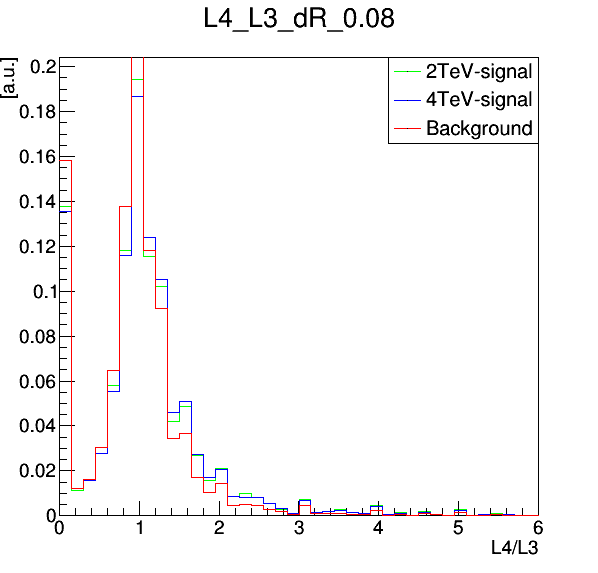 L4_L3_dR_0.08
[a.u.]
2TeV-signal
4TeV-signal
Background
0.2
0.18
0.16
0.14
0.12
0.1
0.08
0.06
0.04
0.02
0
0 1 2 3 4 5 6
L4/L3